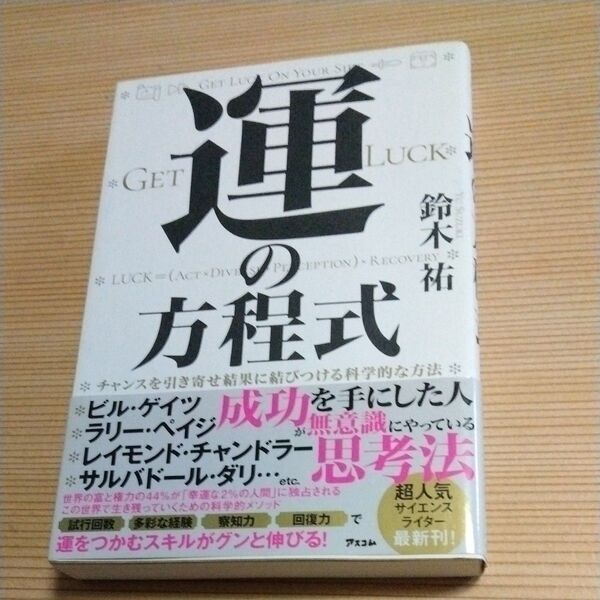 GET LUCK ON YOUR SIDE
運
GET LUCK
の
LUCK=(ACT×DIVERSE+PERCEPTION)×RECOVERY
方程式
鈴木祐
チャンスを引き寄せ結果に結びつける科学的な方法
ビル・ゲイツ
ラリー・ペイジ
レイモンド・チャンドラー
サルバドール・ダリ…etc.
成功を手にした人
が無意識にやっている
思考法
世界の富と権力の44%が「幸運な2%の人間」に独占される
この世界で生き残っていくための科学的メソッド
試行回数 多彩な経験 察知力 回復力で
運をつかむスキルがグンと伸びる!
アスコム
超人気
サイエンス
ライター
最新刊!